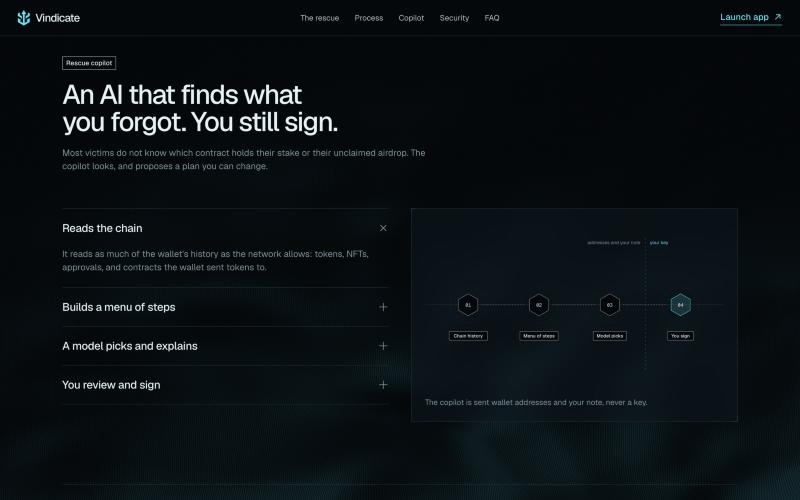 Vindicate
The rescue
Process
Copilot
Security
FAQ
Launch app
Rescue copilot
An AI that finds what
you forgot. You still sign.
Most victims do not know which contract holds their stake or their unclaimed airdrop. The
copilot looks, and proposes a plan you can change.
Reads the chain
It reads as much of the wallet's history as the network allows: tokens, NFTs,
approvals, and contracts the wallet sent tokens to.
Builds a menu of steps
A model picks and explains
You review and sign
addresses and your note
your key
01
02
03
04
Chain history
Menu of steps
Model picks
You sign
The copilot is sent wallet addresses and your note, never a key.